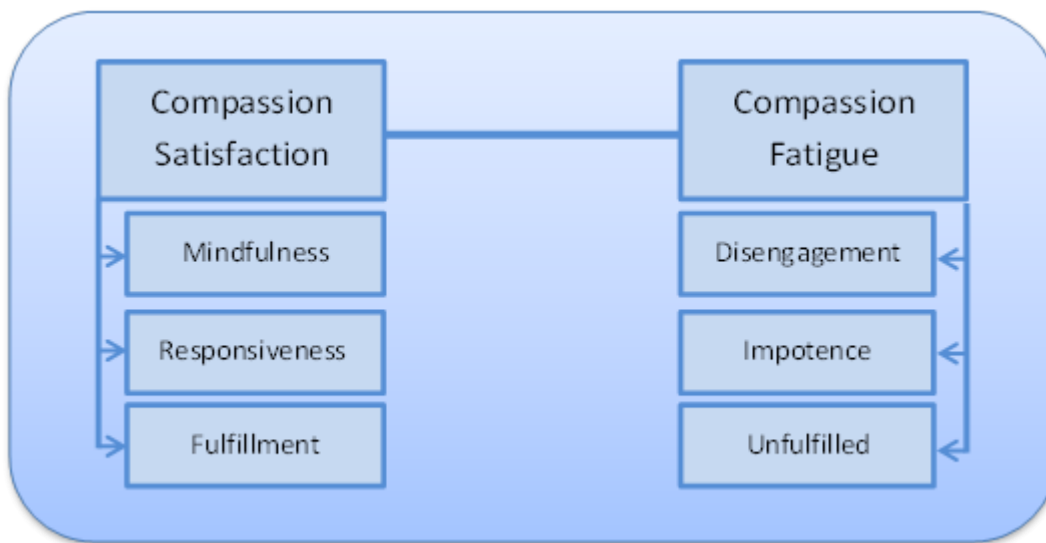 Compassion
Satisfaction
Mindfulness
Responsiveness
Fulfillment
Compassion
Fatigue
Disengagement
Impotence
Unfulfilled